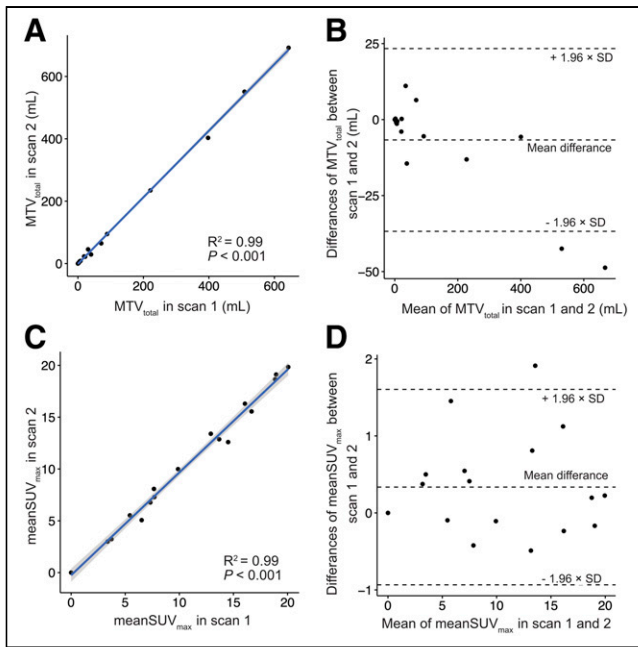 A
600
400
200
0
MTVtotal in scan 2 (mL)
R2 = 0.99
P < 0.001
0 200 400 600
MTVtotal in scan 1 (mL)
B
25
0
−25
−50
Differances of MTVtotal between
scan 1 and 2 (mL)
+ 1.96 × SD
Mean differance
- 1.96 × SD
0 200 400 600
Mean of MTVtotal in scan 1 and 2 (mL)
C
20
15
10
5
0
meanSUVmax in scan 2
R2 = 0.99
P < 0.001
0 5 10 15 20
meanSUVmax in scan 1
D
2
1
0
−1
Differances of meanSUVmax between
scan 1 and 2
+ 1.96 × SD
Mean differance
- 1.96 × SD
0 5 10 15 20
Mean of meanSUVmax in scan 1 and 2